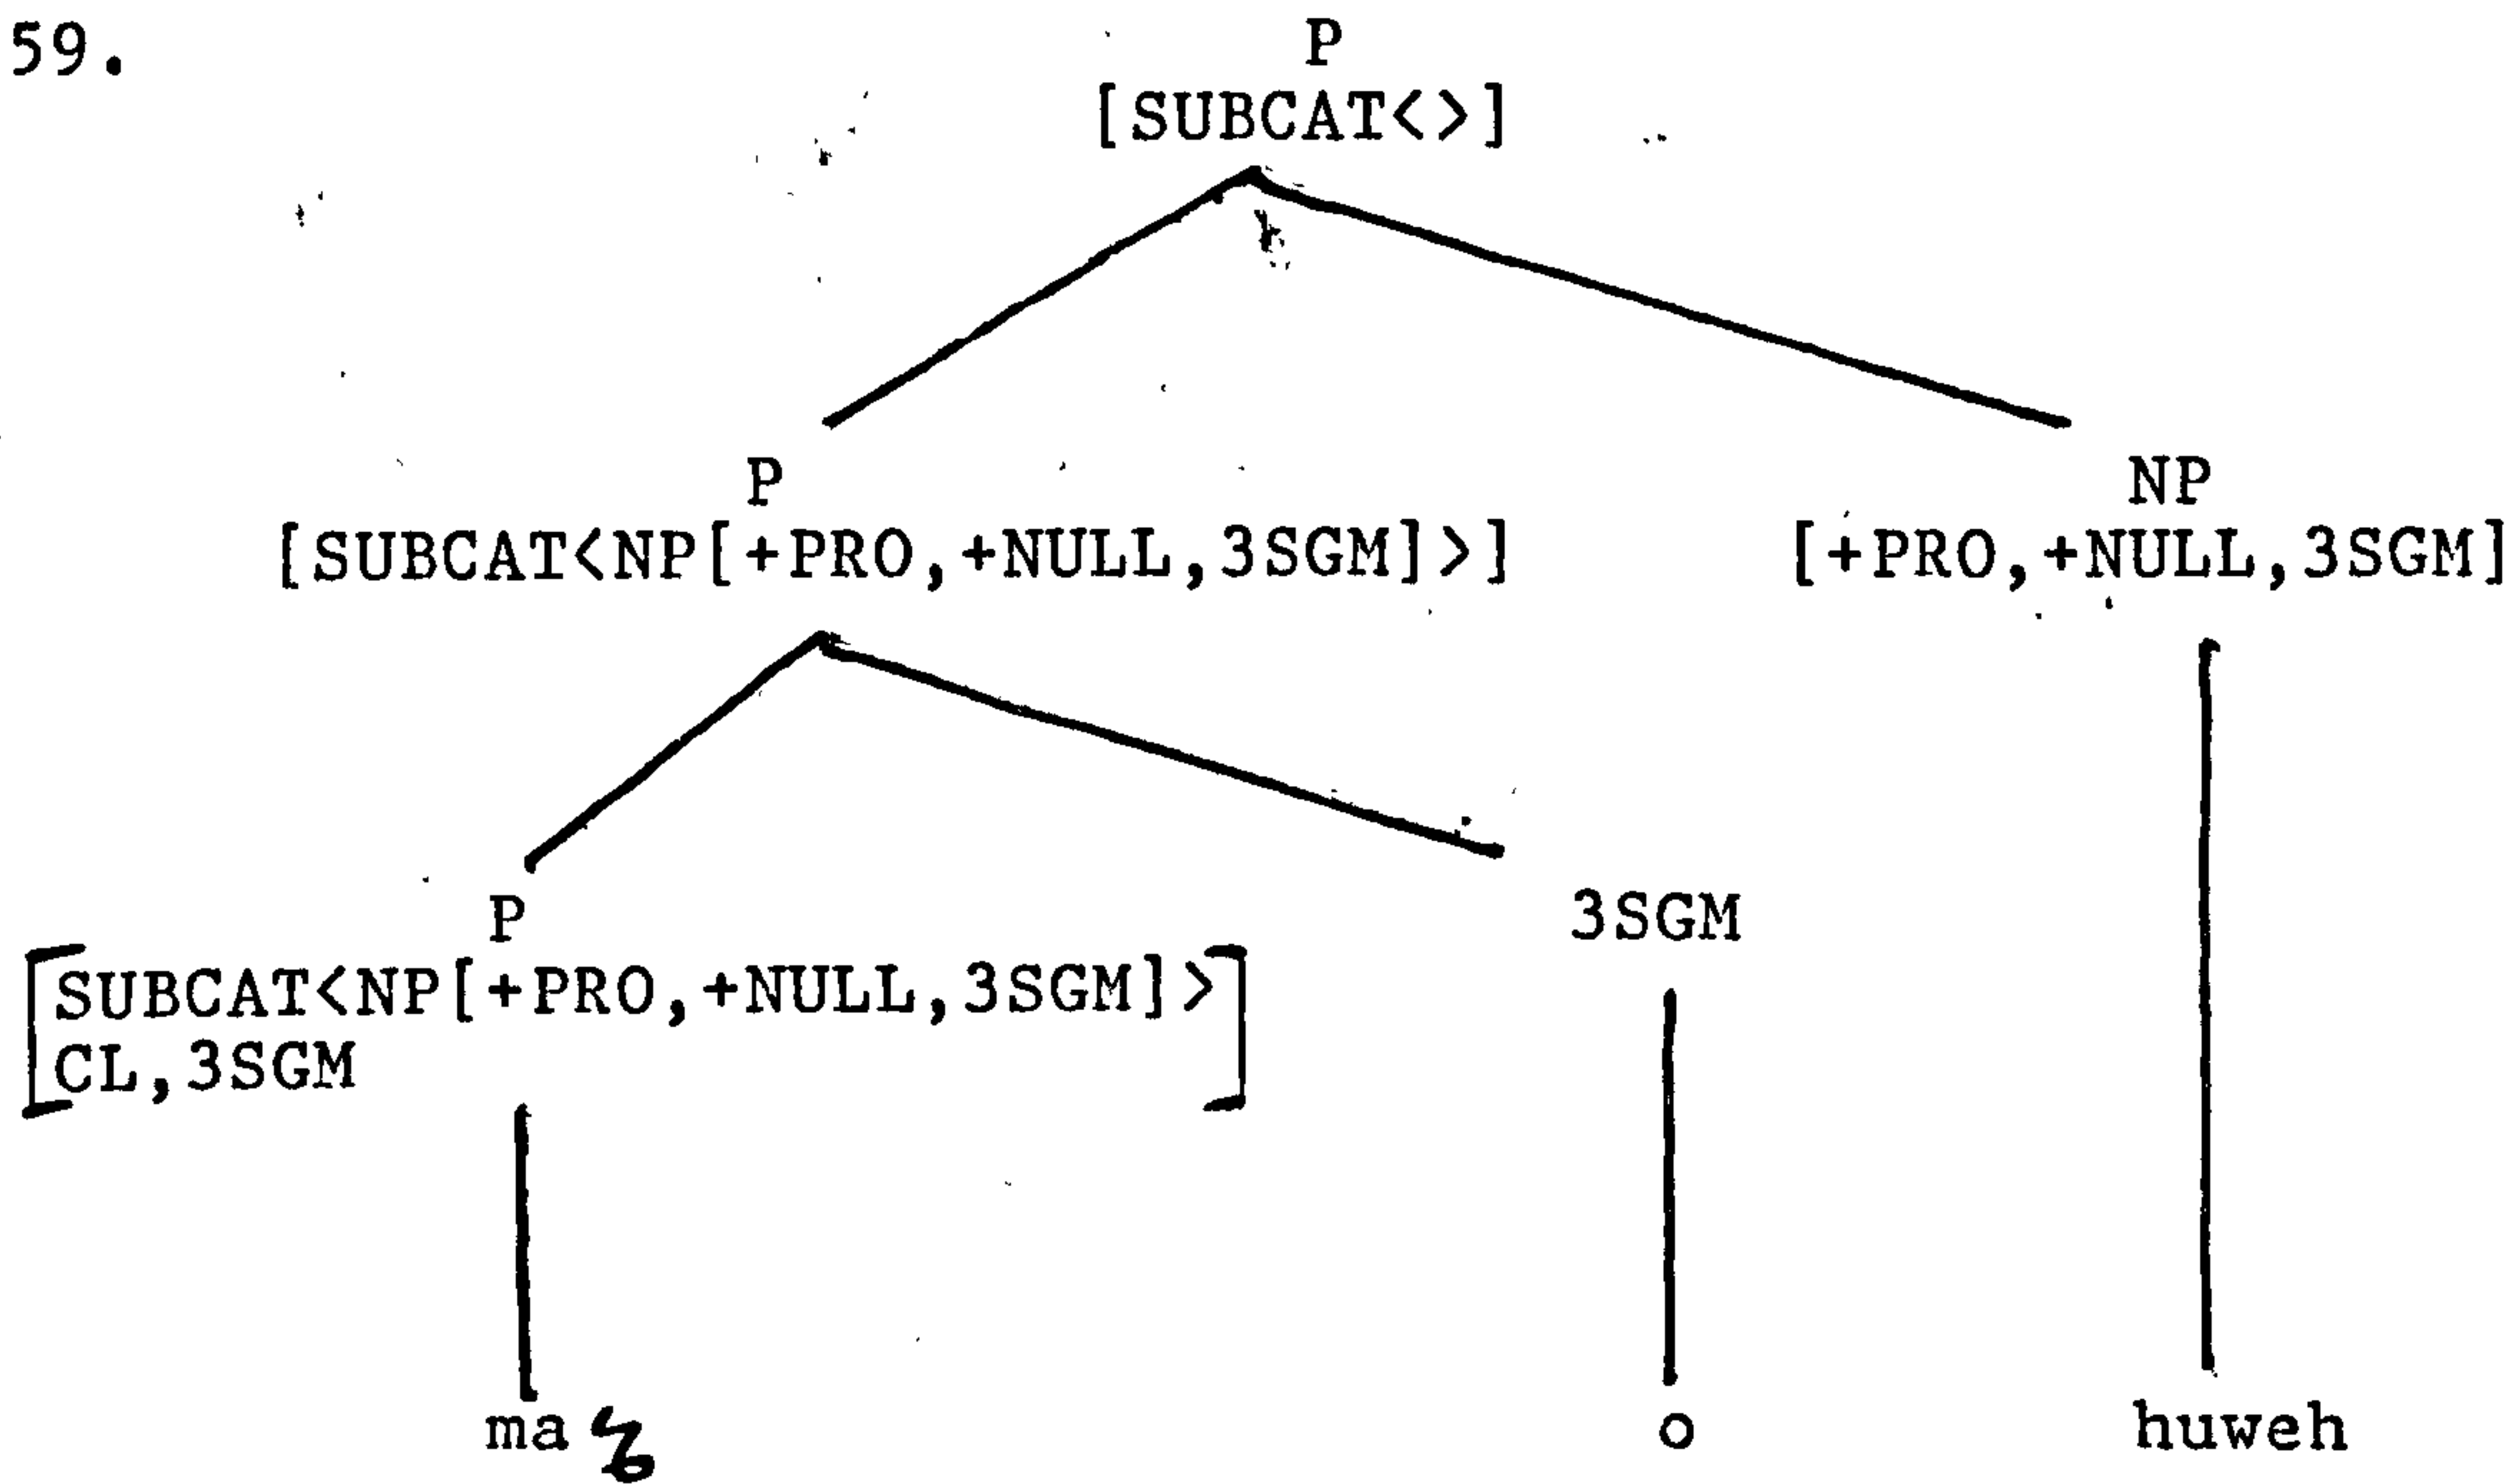 59.
P
[SUBCAT<>]
P NP
[SUBCAT<NP[+PRO,+NULL,3SGM]>] [+PRO,+NULL,3SGM]
P 3SGM
[SUBCAT<NP[+PRO,+NULL,3SGM]>
CL,3SGM]
ma o huweh